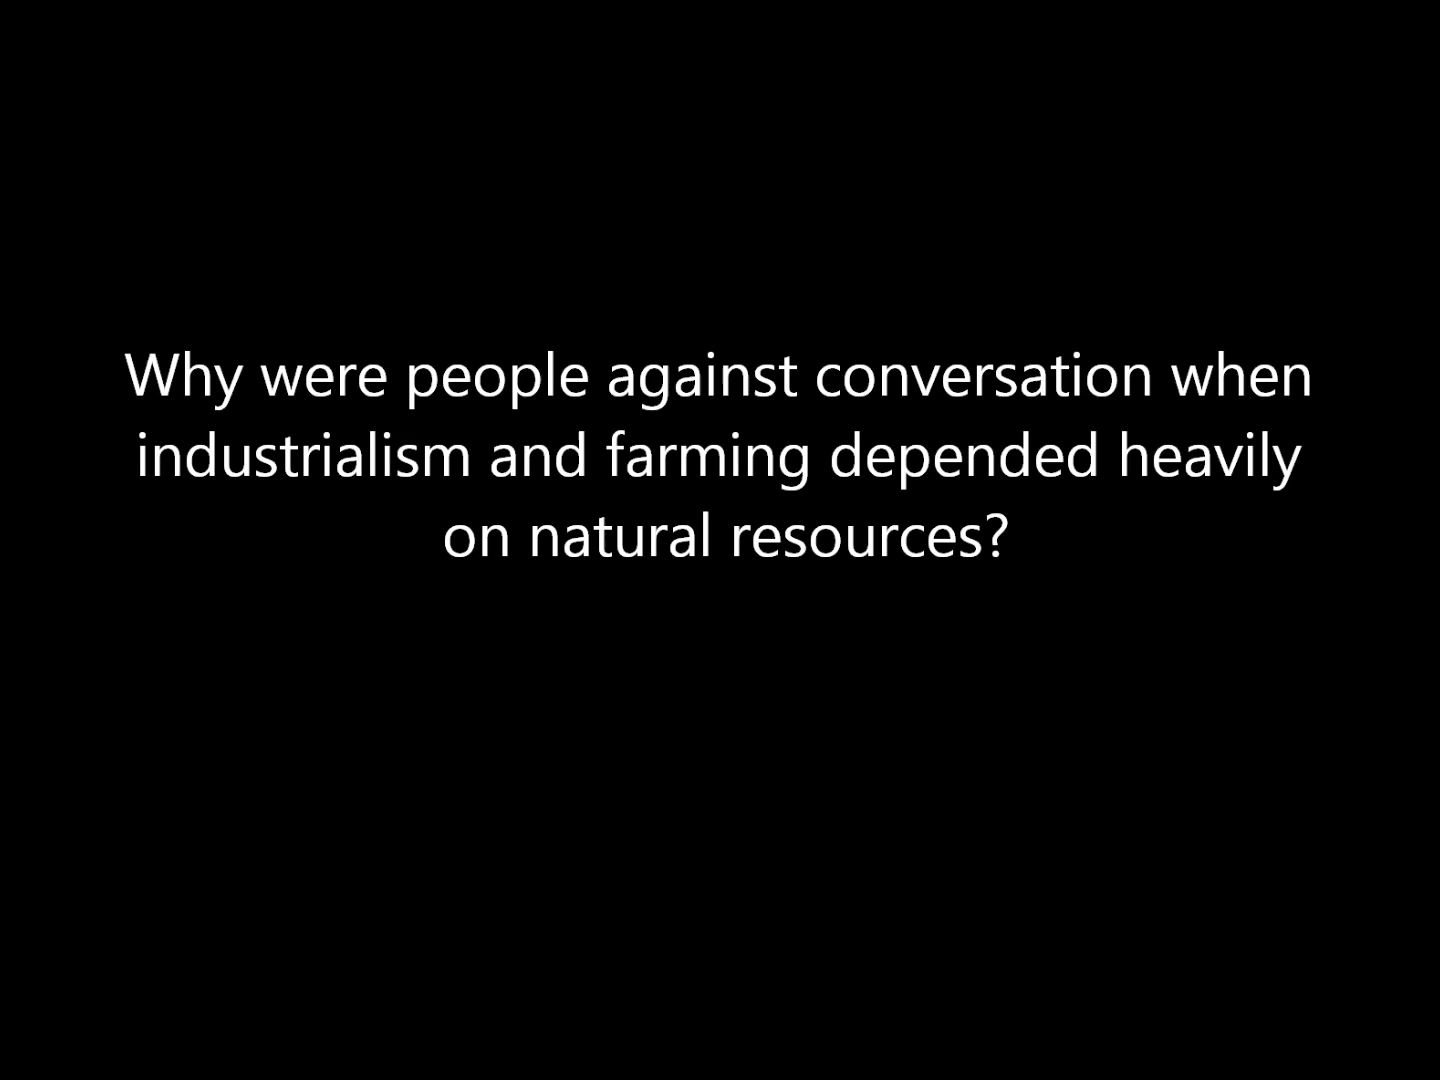 Why were people against conversation when
industrialism and farming depended heavily
on natural resources?